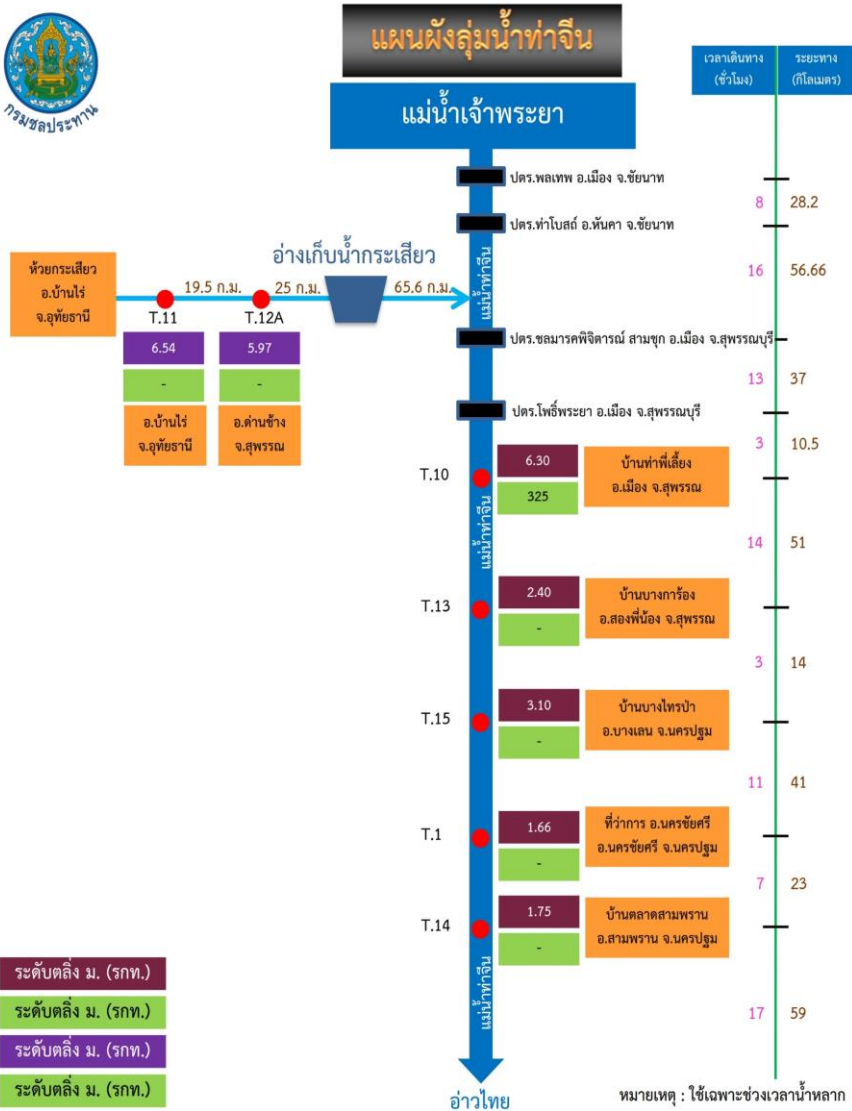 แผนผังลุ่มน้ำท่าจีน
กรมชลประทาน
แม่น้ำเจ้าพระยา
เวลาเดินทาง
(ชั่วโมง)
ระยะทาง
(กิโลเมตร)
ปตร.พลเทพ อ.เมือง จ.ชัยนาท
8 28.2
ปตร.ท่าโบสถ์ อ.หันคา จ.ชัยนาท
16 56.66
ห้วยกระเสียว
อ.บ้านไร่
จ.อุทัยธานี
19.5 ก.ม.
25 ก.ม.
อ่างเก็บน้ำกระเสียว
65.6 ก.ม.
แม่น้ำท่าจีน
T.11
6.54
-
อ.บ้านไร่
จ.อุทัยธานี
T.12A
5.97
-
อ.ด่านช้าง
จ.สุพรรณ
ปตร.ชลมารคพิจิตารณ์ สามชุก อ.เมือง จ.สุพรรณบุรี
13 37
ปตร.โพธิ์พระยา อ.เมือง จ.สุพรรณบุรี
3 10.5
T.10
6.30
325
บ้านท่าพี่เลี้ยง
อ.เมือง จ.สุพรรณ
แม่น้ำท่าจีน
14 51
T.13
2.40
-
บ้านบางการ้อง
อ.สองพี่น้อง จ.สุพรรณ
3 14
T.15
3.10
-
บ้านบางไทรป่า
อ.บางเลน จ.นครปฐม
11 41
T.1
1.66
-
ที่ว่าการ อ.นครชัยศรี
อ.นครชัยศรี จ.นครปฐม
7 23
T.14
1.75
-
บ้านตลาดสามพราน
อ.สามพราน จ.นครปฐม
แม่น้ำท่าจีน
17 59
อ่าวไทย
ระดับตลิ่ง ม. (รกท.)
ระดับตลิ่ง ม. (รกท.)
ระดับตลิ่ง ม. (รกท.)
ระดับตลิ่ง ม. (รกท.)
หมายเหตุ : ใช้เฉพาะช่วงเวลาน้ำหลาก